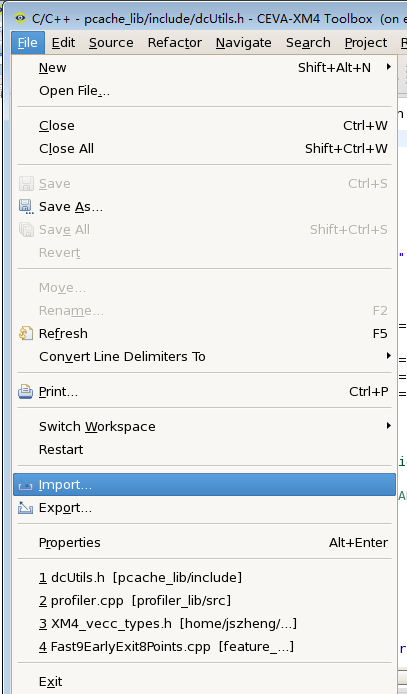 C/C++ - pcache_lib/include/dcUtils.h - CEVA-XM4 Toolbox (on e
File Edit Source Refactor Navigate Search Project R
New Shift+Alt+N
Open File...
Close Ctrl+W
Close All Shift+Ctrl+W
Save Ctrl+S
Save As...
Save All Shift+Ctrl+S
Revert
Move...
Rename... F2
Refresh F5
Convert Line Delimiters To
Print... Ctrl+P
Switch Workspace
Restart
Import...
Export...
Properties Alt+Enter
1 dcUtils.h [pcache_lib/include]
2 profiler.cpp [profiler_lib/src]
3 XM4_vecc_types.h [home/jszheng/...]
4 Fast9EarlyExit8Points.cpp [feature_...]
Exit